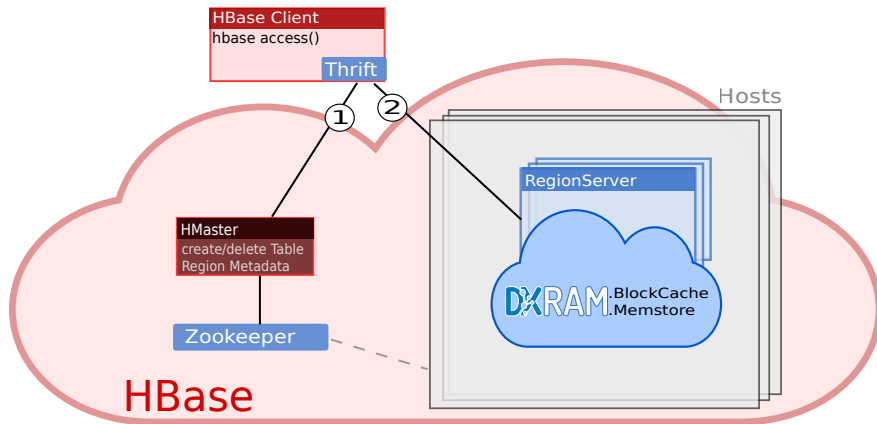 HBase Client
hbase access()
Thrift
1
2
Hosts
RegionServer
HMaster
create/delete Table
Region Metadata
DXRAM.BlockCache
.Memstore
Zookeeper
HBase